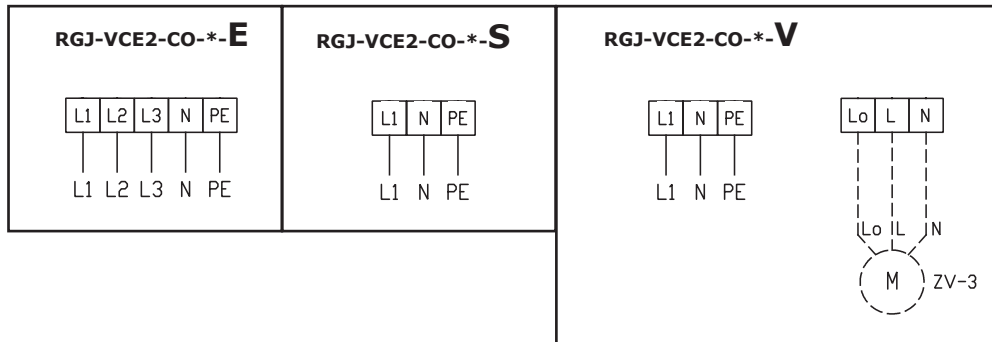 RGJ-VCE2-CO-*-E
L1 L2 L3 N PE
L1 L2 L3 N PE
RGJ-VCE2-CO-*-S
L1 N PE
L1 N PE
RGJ-VCE2-CO-*-V
L1 N PE
L1 N PE
Lo L N
Lo L N
M ZV-3